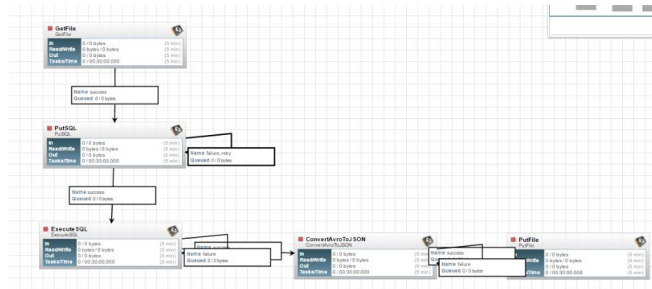 GetFile
GetFile
In 0 / 0 bytes (5 min)
Read/Write 0 bytes / 0 bytes (5 min)
Out 0 / 0 bytes (5 min)
Tasks/Time 0 / 00:00:00.000 (5 min)
Name success
Queued 0 / 0 bytes
PutSQL
PutSQL
In 0 / 0 bytes (5 min)
Read/Write 0 bytes / 0 bytes (5 min)
Out 0 / 0 bytes (5 min)
Tasks/Time 0 / 00:00:00.000 (5 min)
Name failure, retry
Queued 0 / 0 bytes
Name success
Queued 0 / 0 bytes
ExecuteSQL
ExecuteSQL
In 0 / 0 bytes (5 min)
Read/Write 0 bytes / 0 bytes (5 min)
Out 0 / 0 bytes (5 min)
Tasks/Time 0 / 00:00:00.000
Name success
Name failure
Queued 0 / 0 bytes
ConvertAvroToJSON
ConvertAvroToJSON
In 0 / 0 bytes (5 min)
Read/Write 0 bytes / 0 bytes (5 min)
Out 0 / 0 bytes (5 min)
Tasks/Time 0 / 00:00:00.000 (5 min)
Name success
Name failure
Queued 0 / 0 bytes
PutFile
PutFile
0 / 0 bytes (5 min)
0 bytes / 0 bytes (5 min)
0 / 0 bytes (5 min)
0 / 00:00:00.000 (5 min)